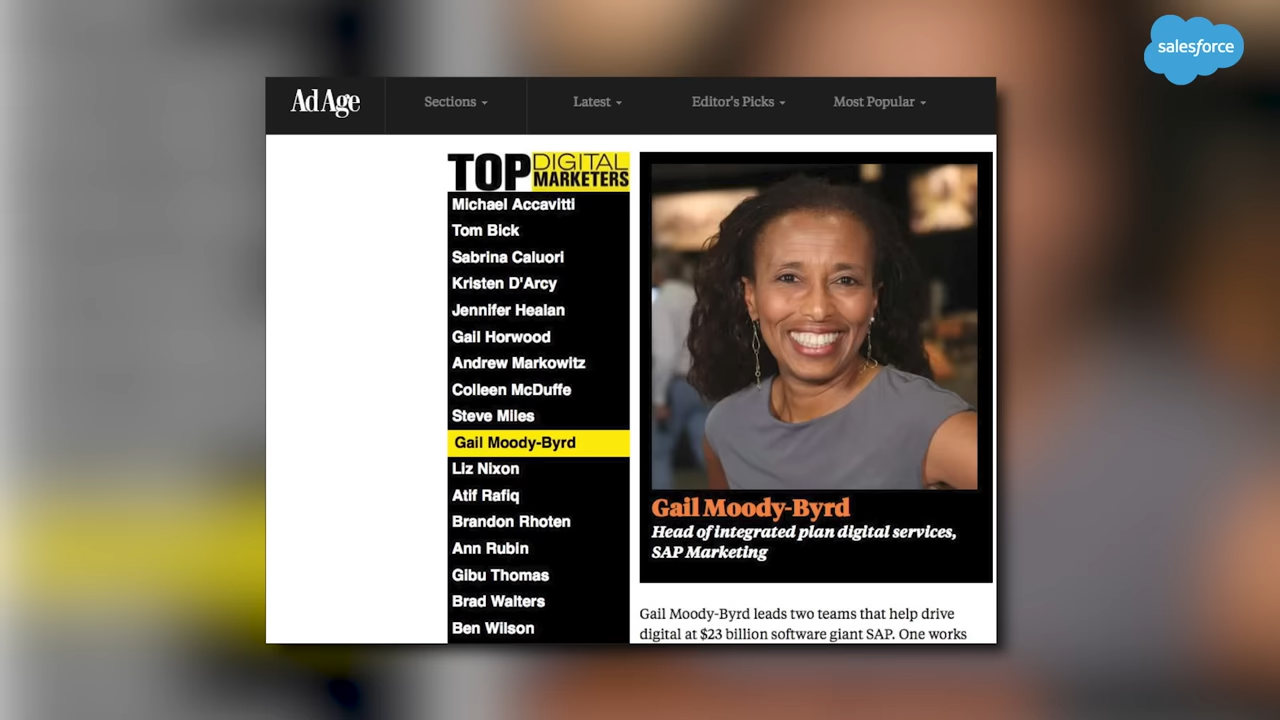 salesforce
Ad Age
Sections
Latest
Editor's Picks
Most Popular
TOP DIGITAL MARKETERS
Michael Accavitti
Tom Bick
Sabrina Caluori
Kristen D'Arcy
Jennifer Healan
Gail Horwood
Andrew Markowitz
Colleen McDuffe
Steve Miles
Gail Moody-Byrd
Liz Nixon
Atif Rafiq
Brandon Rhoten
Ann Rubin
Gibu Thomas
Brad Walters
Ben Wilson
Gail Moody-Byrd
Head of integrated plan digital services,
SAP Marketing
Gail Moody-Byrd leads two teams that help drive
digital at $23 billion software giant SAP. One works